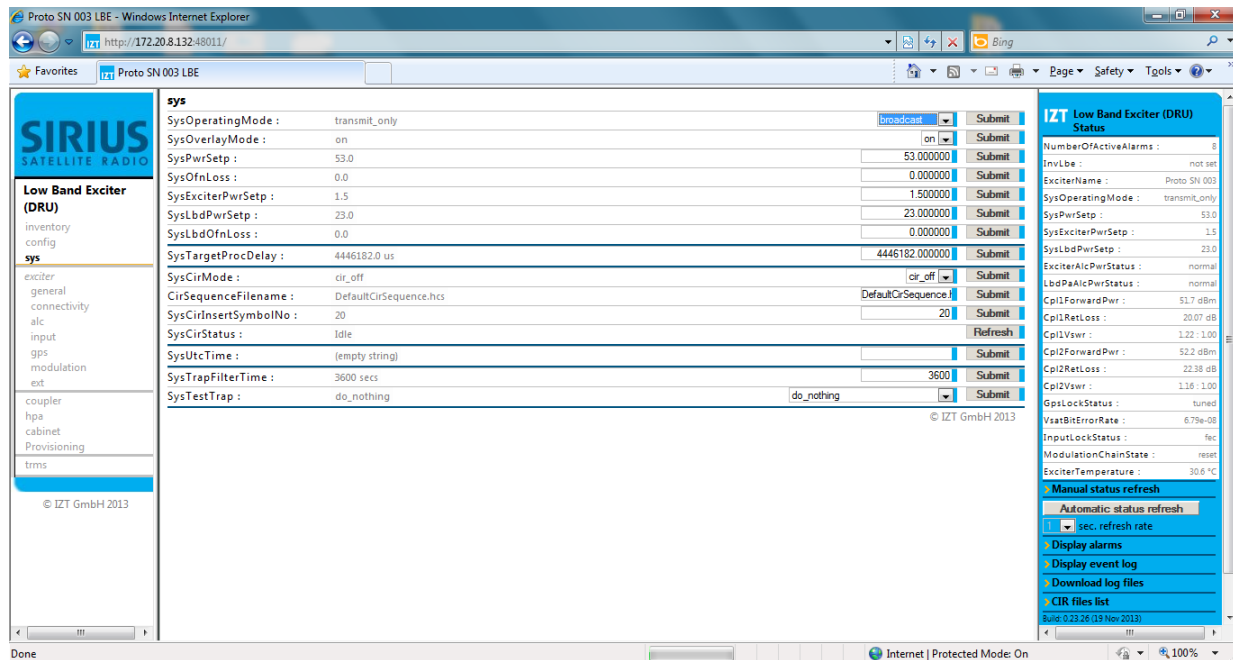 Proto SN 003 LBE - Windows Internet Explorer
http://172.20.8.132:48011/
Bing
Favorites
IZT Proto SN 003 LBE
Page Safety Tools
SIRIUS
SATELLITE RADIO
Low Band Exciter
(DRU)
inventory
config
sys
exciter
general
connectivity
alc
input
gps
modulation
ext
coupler
hpa
cabinet
Provisioning
trms
© IZT GmbH 2013
sys
SysOperatingMode : transmit_only broadcast Submit
SysOverlayMode : on on Submit
SysPwrSetp : 53.0 53.000000 Submit
SysOfnLoss : 0.0 0.000000 Submit
SysExciterPwrSetp : 1.5 1.500000 Submit
SysLbdPwrSetp : 23.0 23.000000 Submit
SysLbdOfnLoss : 0.0 0.000000 Submit
SysTargetProcDelay : 4446182.0 us 4446182.000000 Submit
SysCirMode : cir_off cir_off Submit
CirSequenceFilename : DefaultCirSequence.hcs DefaultCirSequence.h Submit
SysCirInsertSymbolNo : 20 20 Submit
SysCirStatus : Idle Refresh
SysUtcTime : (empty string) Submit
SysTrapFilterTime : 3600 secs 3600 Submit
SysTestTrap : do_nothing do_nothing Submit
© IZT GmbH 2013
IZT Low Band Exciter (DRU)
Status
NumberOfActiveAlarms : 8
InvLbe : not set
ExciterName : Proto SN 003
SysOperatingMode : transmit_only
SysPwrSetp : 53.0
SysExciterPwrSetp : 1.5
SysLbdPwrSetp : 23.0
ExciterAlcPwrStatus : normal
LbdPaAlcPwrStatus : normal
Cpl1ForwardPwr : 51.7 dBm
Cpl1RetLoss : 20.07 dB
Cpl1Vswr : 1.22 : 1.00
Cpl2ForwardPwr : 52.2 dBm
Cpl2RetLoss : 22.38 dB
Cpl2Vswr : 1.16 : 1.00
GpsLockStatus : tuned
VsatBitErrorRate : 6.79e-08
InputLockStatus : fec
ModulationChainState : reset
ExciterTemperature : 30.6 °C
Manual status refresh
Automatic status refresh
1 sec. refresh rate
Display alarms
Display event log
Download log files
CIR files list
Build: 0.23.26 (19 Nov 2013)
Done
Internet | Protected Mode: On
100%